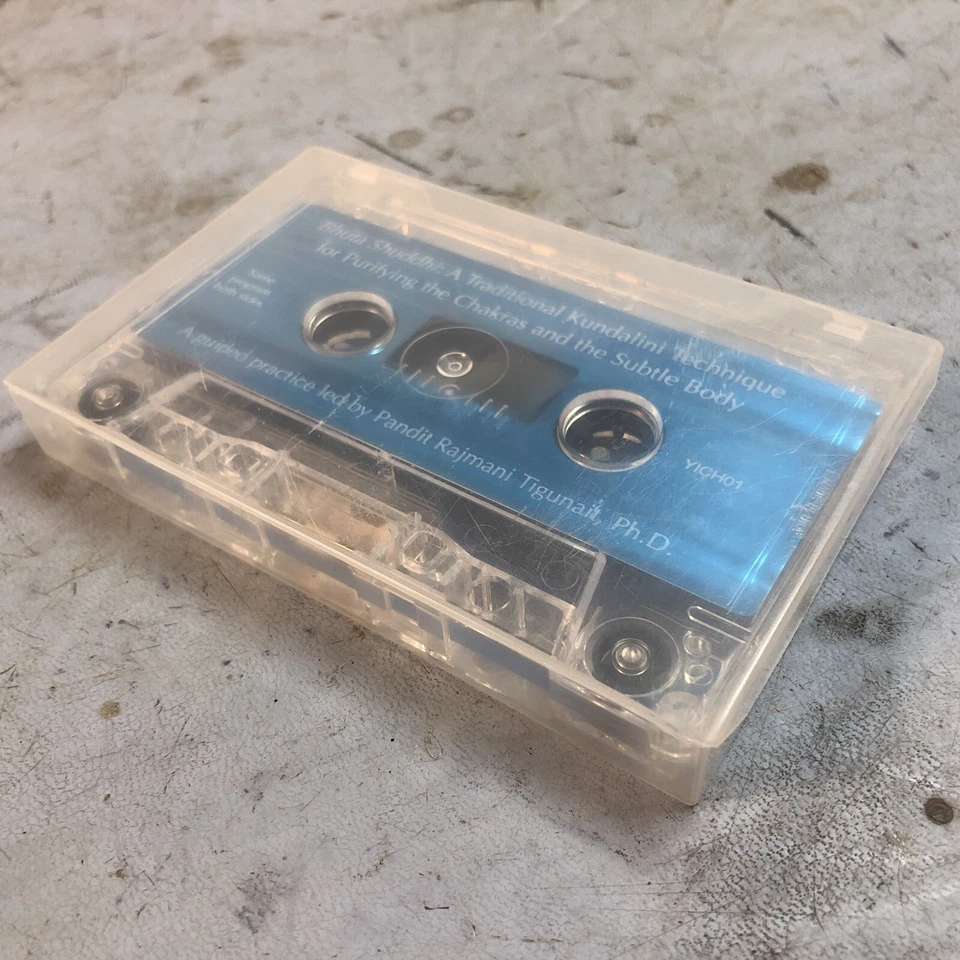 Bhuta Shuddhi: A Traditional Kundalini Technique
for Purifying the Chakras and the Subtle Body
Same
program
both sides
YICH01
A guided practice led by Pandit Rajmani Tigunait, Ph.D.